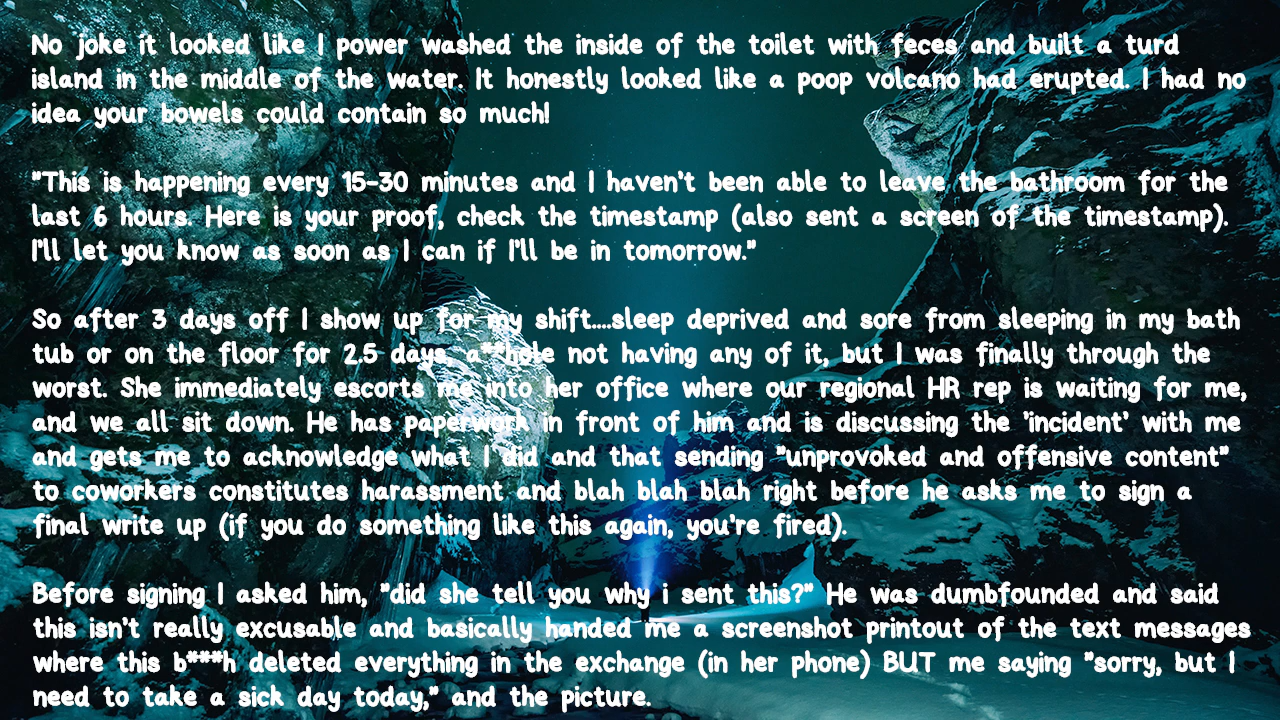 No joke it looked like I power washed the inside of the toilet with feces and built a turd
island in the middle of the water. It honestly looked like a poop volcano had erupted. I had no
idea your bowels could contain so much!
"This is happening every 15-30 minutes and I haven't been able to leave the bathroom for the
last 6 hours. Here is your proof, check the timestamp (also sent a screen of the timestamp).
I'll let you know as soon as I can if I'll be in tomorrow."
So after 3 days off I show up for my shift....sleep deprived and sore from sleeping in my bath
tub or on the floor for 2.5 days, a**hole not having any of it, but I was finally through the
worst. She immediately escorts me into her office where our regional HR rep is waiting for me,
and we all sit down. He has paperwork in front of him and is discussing the 'incident' with me
and gets me to acknowledge what I did and that sending "unprovoked and offensive content"
to coworkers constitutes harassment and blah blah blah right before he asks me to sign a
final write up (if you do something like this again, you're fired).
Before signing I asked him, "did she tell you why i sent this?" He was dumbfounded and said
this isn't really excusable and basically handed me a screenshot printout of the text messages
where this b***h deleted everything in the exchange (in her phone) BUT me saying "sorry, but I
need to take a sick day today," and the picture.